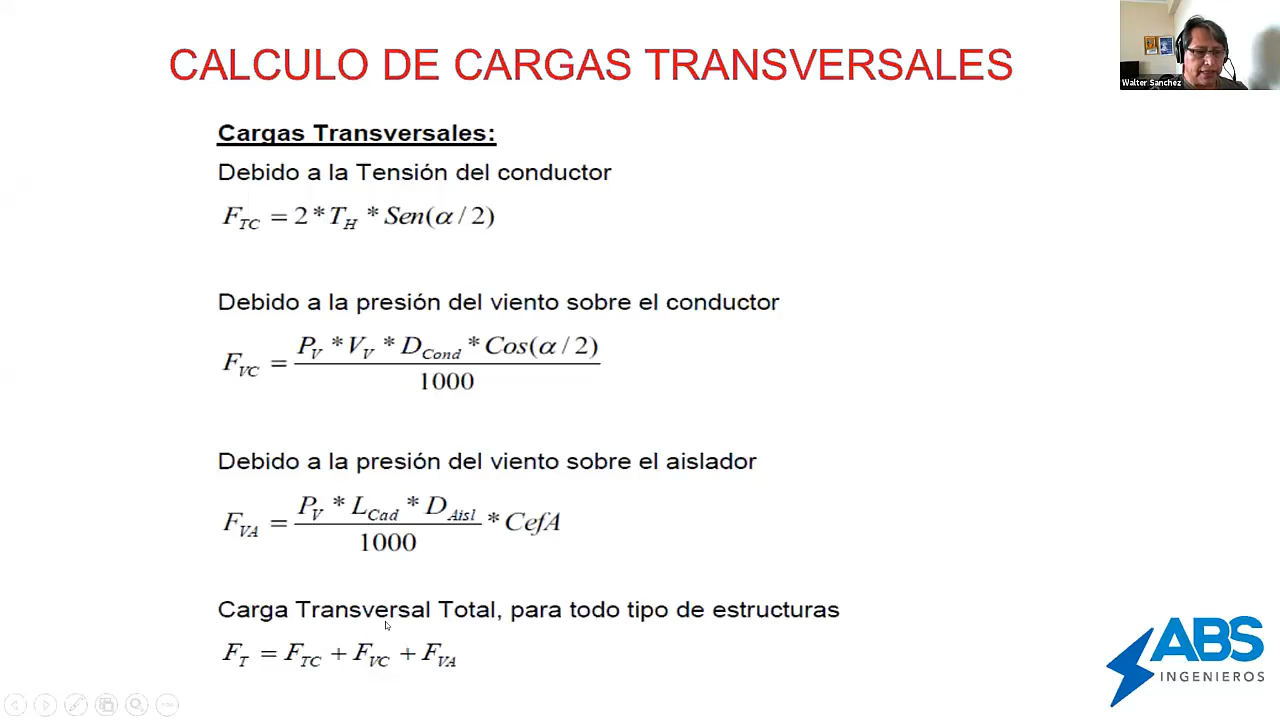 CALCULO DE CARGAS TRANSVERSALES
Walter Sanchez
Cargas Transversales:
Debido a la Tensión del conductor
F_TC = 2 * T_H * Sen(α / 2)
Debido a la presión del viento sobre el conductor
F_VC = (P_V * V_V * D_Cond * Cos(α / 2)) / 1000
Debido a la presión del viento sobre el aislador
F_VA = (P_V * L_Cad * D_Aisl) / 1000 * CefA
Carga Transversal Total, para todo tipo de estructuras
F_T = F_TC + F_VC + F_VA
ABS
INGENIEROS